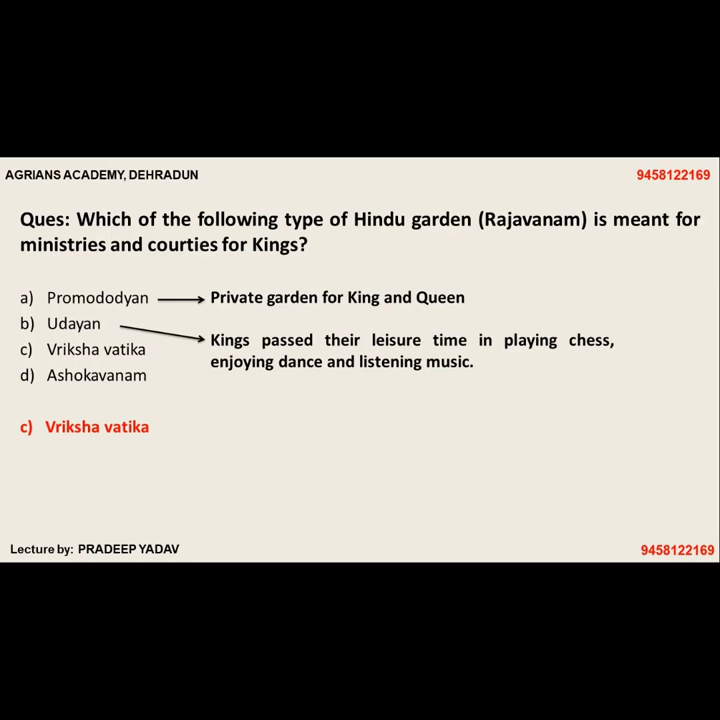 AGRIANS ACADEMY, DEHRADUN 9458122169
Ques: Which of the following type of Hindu garden (Rajavanam) is meant for
ministries and courties for Kings?
a) Promododyan Private garden for King and Queen
b) Udayan
Kings passed their leisure time in playing chess,
enjoying dance and listening music.
c) Vriksha vatika
d) Ashokavanam
c) Vriksha vatika
Lecture by: PRADEEP YADAV 9458122169